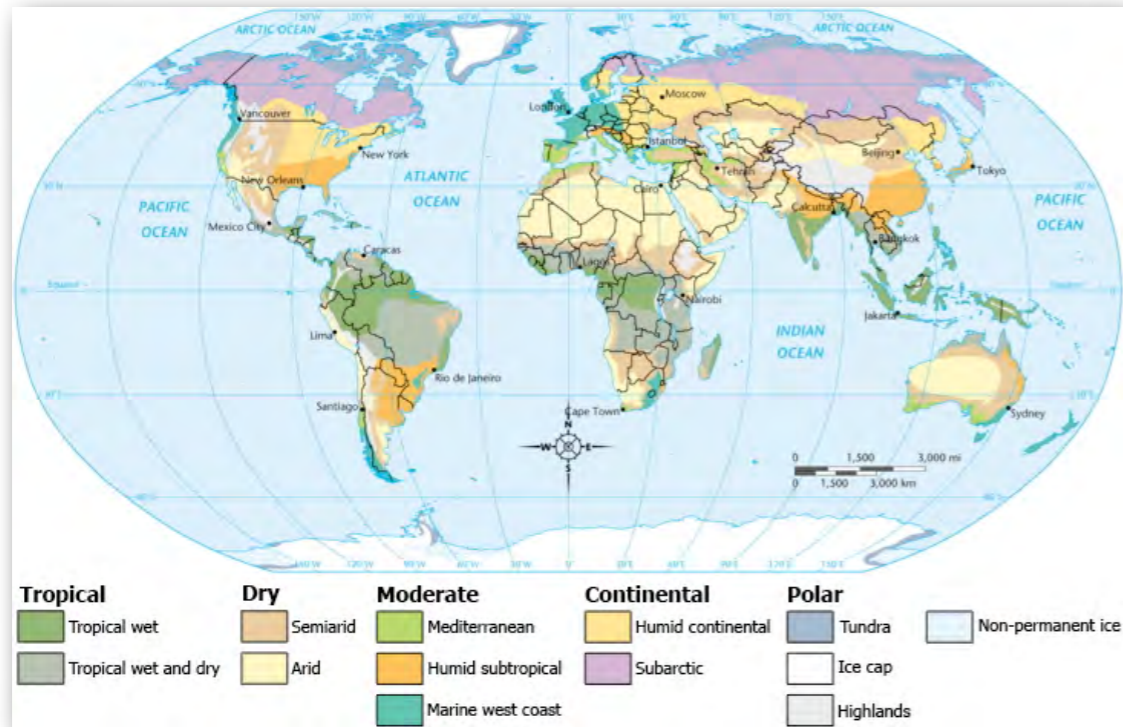 ARCTIC OCEAN
ARCTIC OCEAN
Vancouver
London
Moscow
New York
Istanbul
Beijing
Tokyo
New Orleans
ATLANTIC
OCEAN
Cairo
Tehran
PACIFIC
OCEAN
PACIFIC
OCEAN
Mexico City
Calcutta
Caracas
Lagos
Bangkok
Equator
Nairobi
Lima
Jakarta
INDIAN
OCEAN
Rio de Janeiro
Santiago
Cape Town
Sydney
N
W E
S
0 1,500 3,000 mi
0 1,500 3,000 km
Tropical
Tropical wet
Tropical wet and dry
Dry
Semiarid
Arid
Moderate
Mediterranean
Humid subtropical
Marine west coast
Continental
Humid continental
Subarctic
Polar
Tundra
Ice cap
Highlands
Non-permanent ice